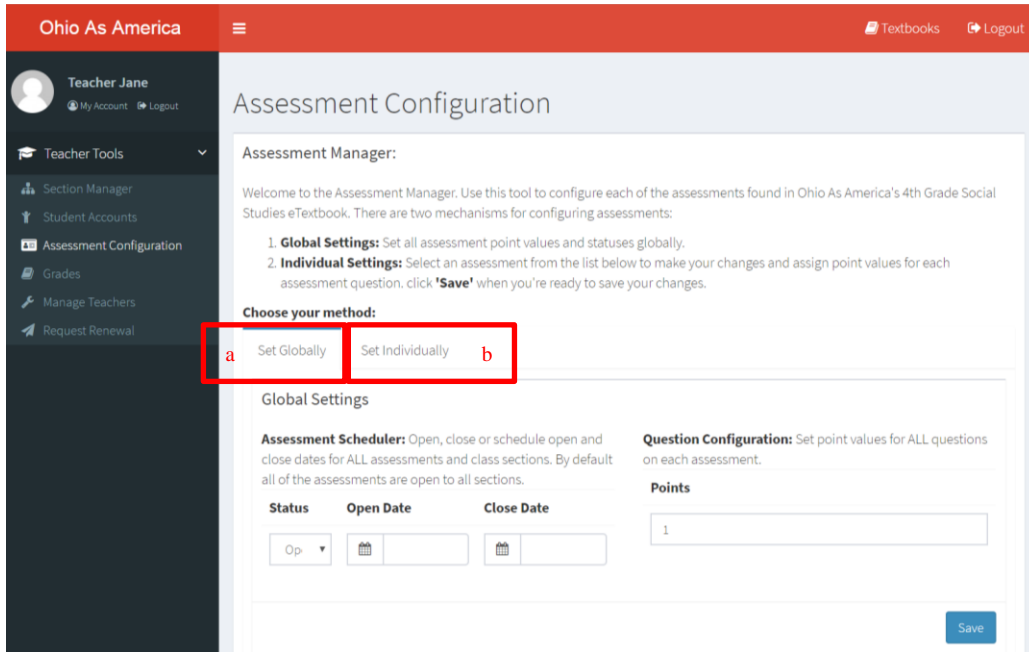 Ohio As America
Textbooks
Logout
Teacher Jane
My Account Logout
Teacher Tools
Section Manager
Student Accounts
Assessment Configuration
Grades
Manage Teachers
Request Renewal
Assessment Configuration
Assessment Manager:
Welcome to the Assessment Manager. Use this tool to configure each of the assessments found in Ohio As America's 4th Grade Social
Studies eTextbook. There are two mechanisms for configuring assessments:
1. Global Settings: Set all assessment point values and statuses globally.
2. Individual Settings: Select an assessment from the list below to make your changes and assign point values for each
assessment question. click 'Save' when you're ready to save your changes.
Choose your method:
a Set Globally Set Individually b
Global Settings
Assessment Scheduler: Open, close or schedule open and
close dates for ALL assessments and class sections. By default
all of the assessments are open to all sections.
Status Open Date Close Date
Op
Question Configuration: Set point values for ALL questions
on each assessment.
Points
1
Save